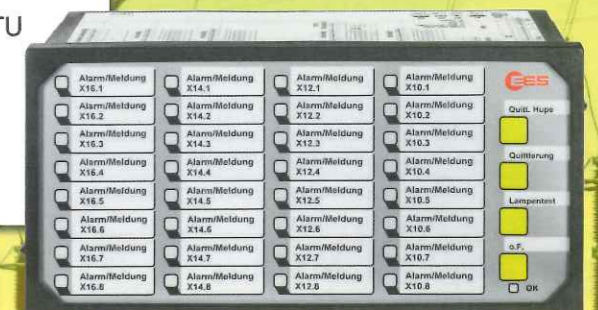 TU
Alarm/Meldung
X16.1
Alarm/Meldung
X14.1
Alarm/Meldung
X12.1
Alarm/Meldung
X10.1
EES
Alarm/Meldung
X16.2
Alarm/Meldung
X14.2
Alarm/Meldung
X12.2
Alarm/Meldung
X10.2
Quitt. Hupe
Alarm/Meldung
X16.3
Alarm/Meldung
X14.3
Alarm/Meldung
X12.3
Alarm/Meldung
X10.3
Quittierung
Alarm/Meldung
X16.4
Alarm/Meldung
X14.4
Alarm/Meldung
X12.4
Alarm/Meldung
X10.4
Alarm/Meldung
X16.5
Alarm/Meldung
X14.5
Alarm/Meldung
X12.5
Alarm/Meldung
X10.5
Lampentest
Alarm/Meldung
X16.6
Alarm/Meldung
X14.6
Alarm/Meldung
X12.6
Alarm/Meldung
X10.6
Alarm/Meldung
X16.7
Alarm/Meldung
X14.7
Alarm/Meldung
X12.7
Alarm/Meldung
X10.7
o.F.
Alarm/Meldung
X16.8
Alarm/Meldung
X14.8
Alarm/Meldung
X12.8
Alarm/Meldung
X10.8
OK